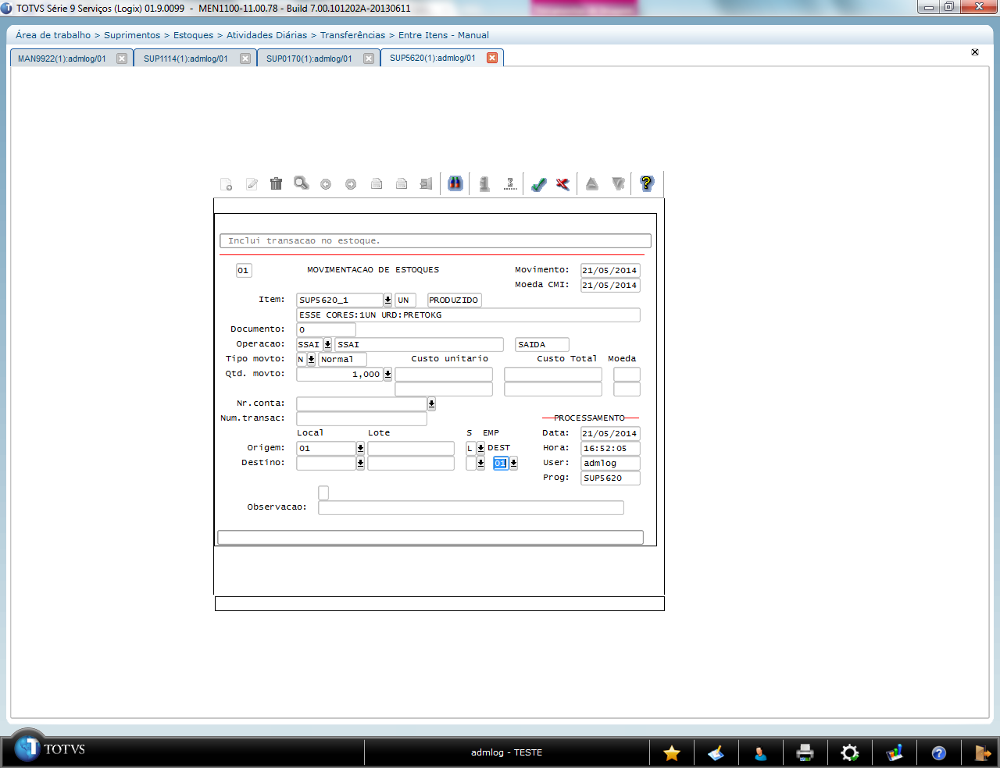 TOTVS Série 9 Serviços (Logix) 01.9.0099 - MEN1100-11.00.78 - Build 7.00.101202A-20130611
Área de trabalho > Suprimentos > Estoques > Atividades Diárias > Transferências > Entre Itens - Manual
MAN9922(1):admlog/01 SUP1114(1):admlog/01 SUP0170(1):admlog/01 SUP5620(1):admlog/01
Inclui transacao no estoque.
01 MOVIMENTACAO DE ESTOQUES Movimento: 21/05/2014
Moeda CMI: 21/05/2014
Item: SUP5620_1 UN PRODUZIDO
ESSE CORES:1UN URD:PRETOKG
Documento: 0
Operacao: SSAI SSAI SAIDA
Tipo movto: N Normal Custo unitario Custo Total Moeda
Qtd. movto: 1,000
Nr.conta:
Num.transac: PROCESSAMENTO
Local Lote S EMP Data: 21/05/2014
Origem: 01 L DEST Hora: 16:52:05
Destino: 01 User: admlog
Prog: SUP5620
Observacao:
TOTVS admlog - TESTE